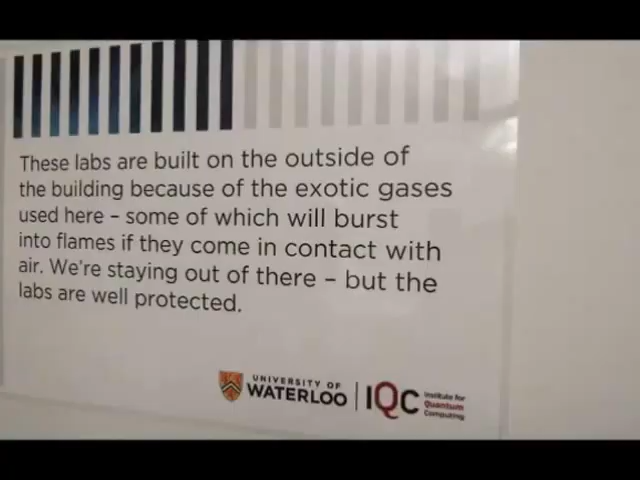 These labs are built on the outside of
the building because of the exotic gases
used here – some of which will burst
into flames if they come in contact with
air. We're staying out of there – but the
labs are well protected.
UNIVERSITY OF
WATERLOO
IQC
Institute for
Quantum
Computing